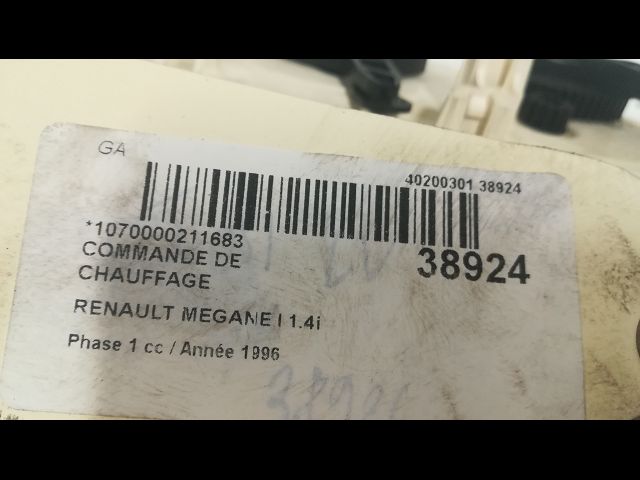 GA
40200301 38924
*1070000211683
38924
COMMANDE DE
CHAUFFAGE
RENAULT MEGANE I 1.4i
Phase 1 cc / Année 1996